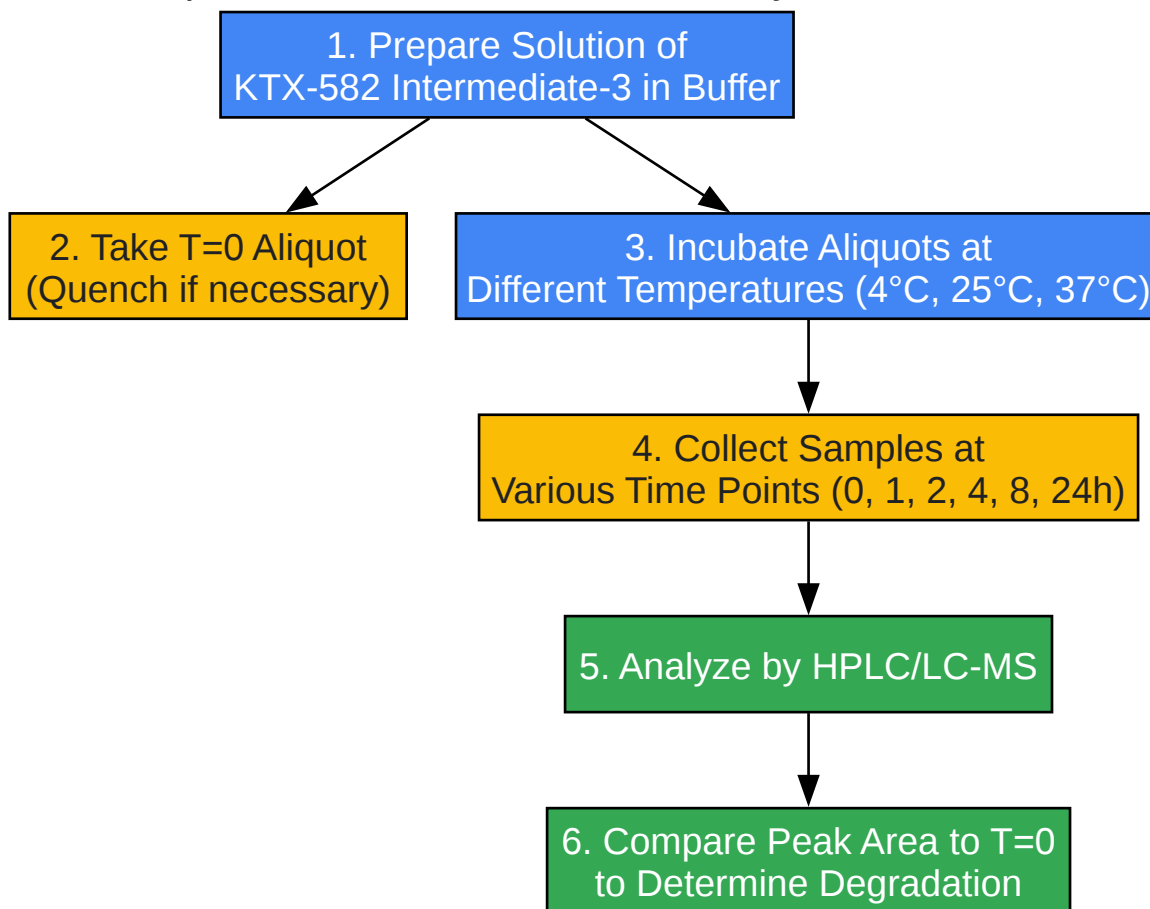 1. Prepare Solution of
KTX-582 Intermediate-3 in Buffer
2. Take T=0 Aliquot
(Quench if necessary)
3. Incubate Aliquots at
Different Temperatures (4°C, 25°C, 37°C)
4. Collect Samples at
Various Time Points (0, 1, 2, 4, 8, 24h)
5. Analyze by HPLC/LC-MS
6. Compare Peak Area to T=0
to Determine Degradation